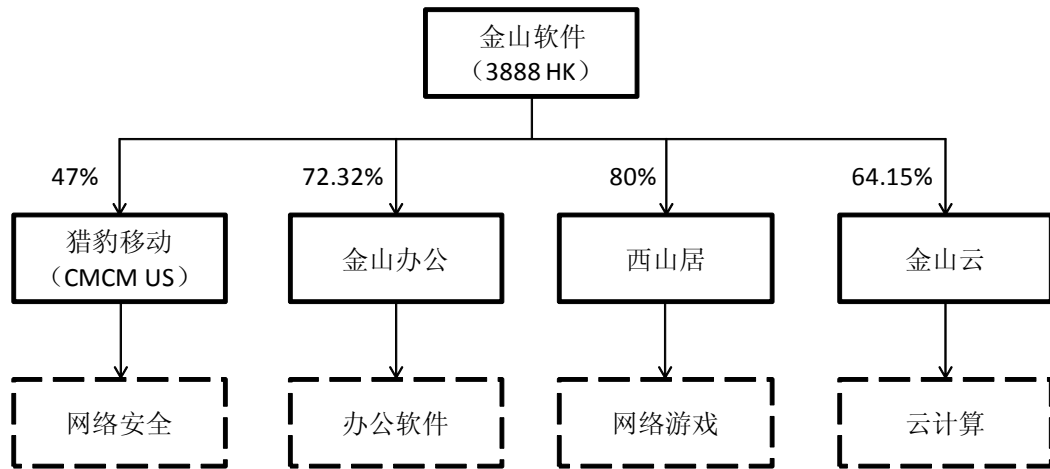 金山软件
（3888 HK）
47%
72.32%
80%
64.15%
猎豹移动
（CMCM US）
金山办公
西山居
金山云
网络安全
办公软件
网络游戏
云计算